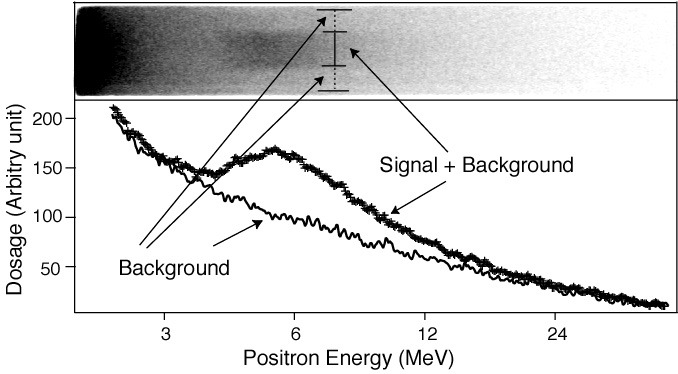 200
150
100
50
Dosage (Arbitry unit)
Signal + Background
Background
3 6 12 24
Positron Energy (MeV)